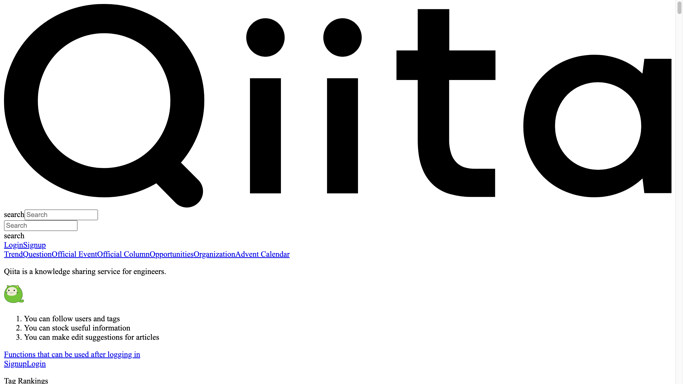 Qiita
search Search
Search
search
LoginSignup
TrendQuestionOfficial EventOfficial ColumnOpportunitiesOrganizationAdvent Calendar
Qiita is a knowledge sharing service for engineers.
1. You can follow users and tags
2. You can stock useful information
3. You can make edit suggestions for articles
Functions that can be used after logging in
SignupLogin
Tag Rankings